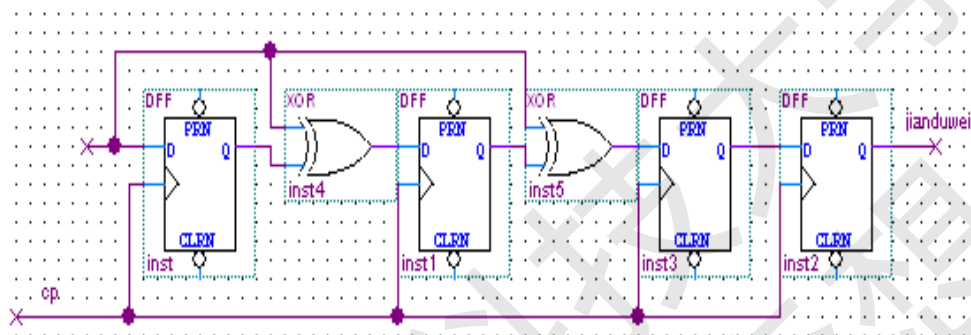 DFF XOR DFF XOR DFF DFF
PRN PRN PRN PRN
jianduwei
D Q D Q D Q D Q
inst4 inst5
CLRN CLRN CLRN CLRN
inst inst1 inst3 inst2
cp